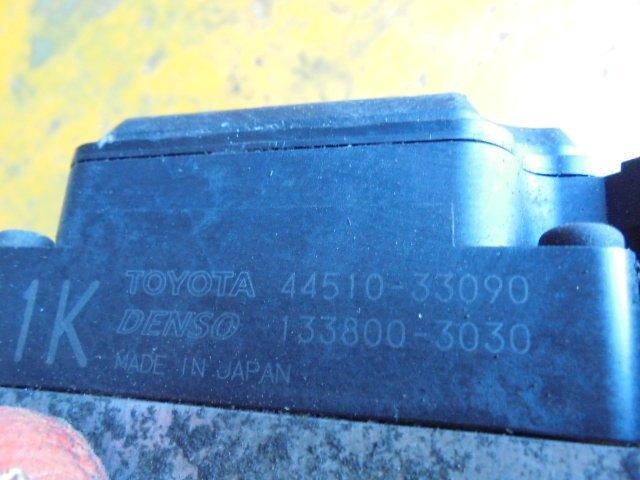 1K
TOYOTA 44510-33090
DENSO 133800-3030
MADE IN JAPAN